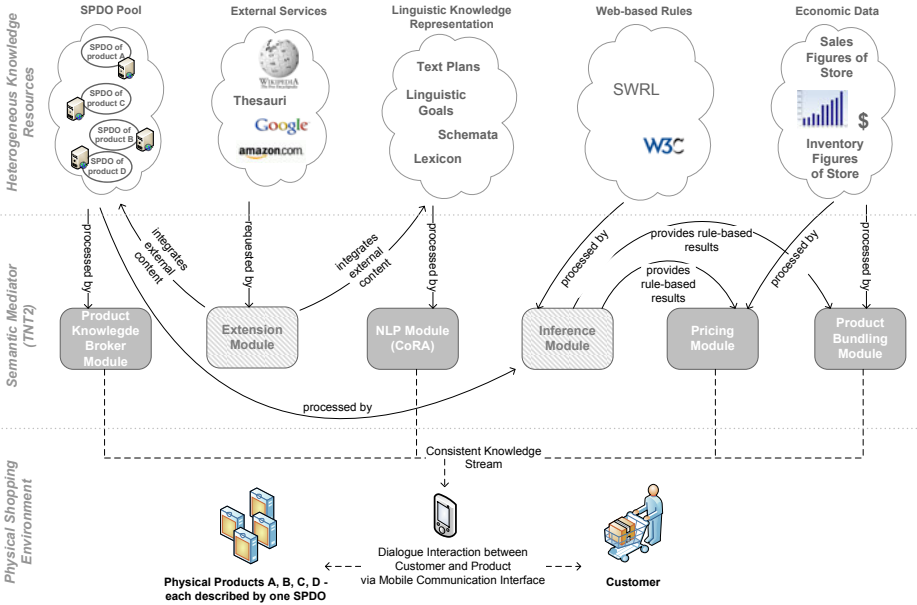 SPDO Pool
External Services
Linguistic Knowledge
Representation
Web-based Rules
Economic Data
Heterogeneous Knowledge
Resources
SPDO of
product A
SPDO of
product C
SPDO of
product B
SPDO of
product D
WIKIPEDIA
The Free Encyclopedia
Thesauri
Google
amazon.com
Text Plans
Linguistic
Goals
Schemata
Lexicon
SWRL
W3C
Sales
Figures of
Store
$
Inventory
Figures
of Store
Semantic Mediator
(TNT2)
processed by
integrates
external
content
requested by
integrates
external
content
processed by
processed by
provides rule-based
results
provides
rule-based
results
processed by
processed by
Product
Knowlegde
Broker
Module
Extension
Module
NLP Module
(CoRA)
Inference
Module
Pricing
Module
Product
Bundling
Module
processed by
Physical Shopping
Environment
Consistent Knowledge
Stream
Dialogue Interaction between
Customer and Product
via Mobile Communication Interface
Physical Products A, B, C, D -
each described by one SPDO
Customer